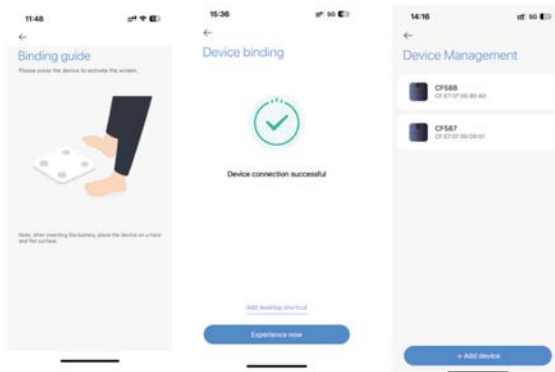 11:46
Binding guide
Please press the device to activate the screen.
Note: After inserting the battery, place the device on a hard
and flat surface.
15:36
5G
Device binding
Device connection successful
Add desktop shortcut
Experience now
14:16
5G
Device Management
CF588
CF587
+ Add device